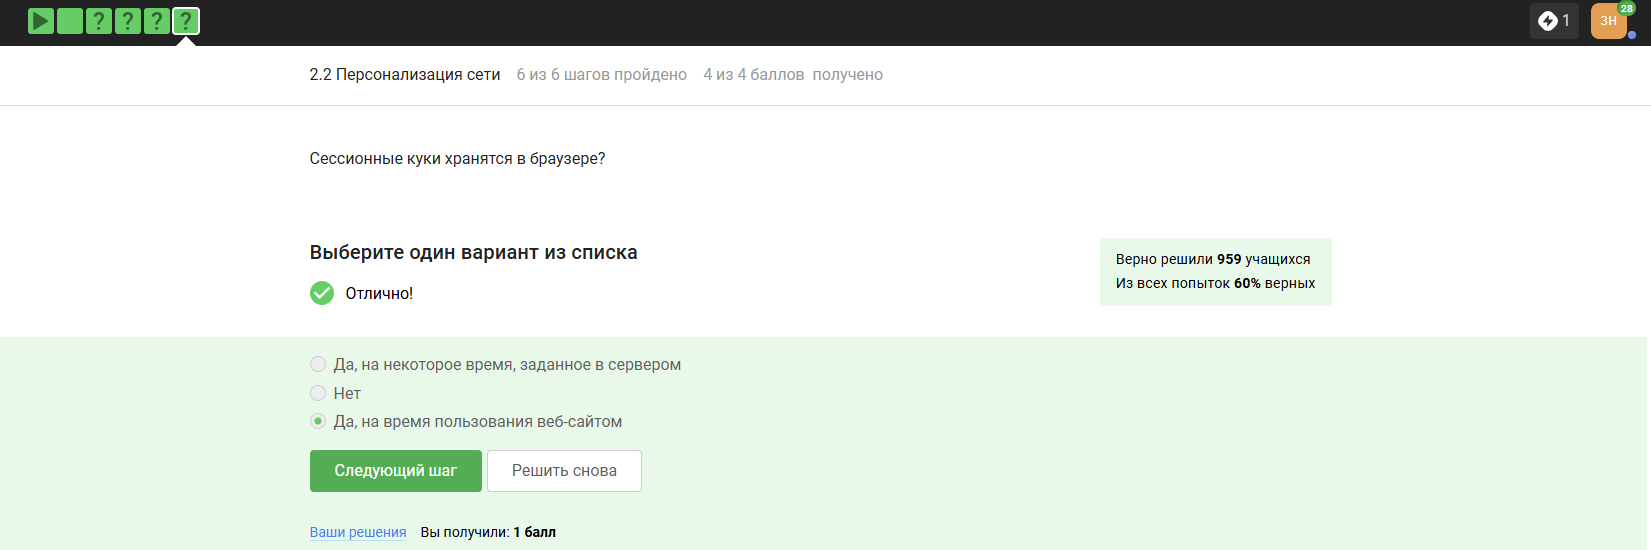 ? ? ? ?
1
ЗН
28
2.2 Персонализация сети 6 из 6 шагов пройдено 4 из 4 баллов получено
Сессионные куки хранятся в браузере?
Выберите один вариант из списка
Отлично!
Верно решили 959 учащихся
Из всех попыток 60% верных
Да, на некоторое время, заданное в сервером
Нет
Да, на время пользования веб-сайтом
Следующий шаг Решить снова
Ваши решения Вы получили: 1 балл